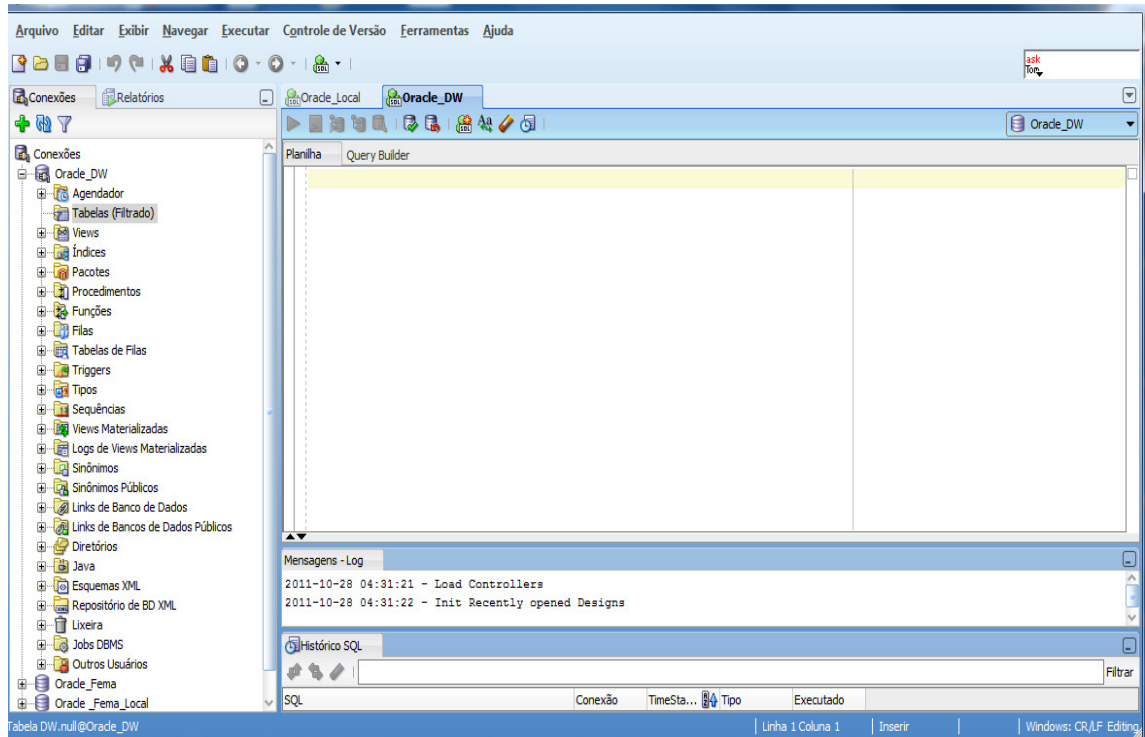 Arquivo Editar Exibir Navegar Executar Controle de Versão Ferramentas Ajuda
ask
Tom
Conexões Relatórios
Oracle_Local Oracle_DW
Oracle_DW
Planilha Query Builder
Conexões
Oracle_DW
Agendador
Tabelas (Filtrado)
Views
Índices
Pacotes
Procedimentos
Funções
Filas
Tabelas de Filas
Triggers
Tipos
Sequências
Views Materializadas
Logs de Views Materializadas
Sinônimos
Sinônimos Públicos
Links de Banco de Dados
Links de Bancos de Dados Públicos
Diretórios
Java
Esquemas XML
Repositório de BD XML
Lixeira
Jobs DBMS
Outros Usuários
Oracle_Fema
Oracle _Fema_Local
Mensagens - Log
2011-10-28 04:31:21 - Load Controllers
2011-10-28 04:31:22 - Init Recently opened Designs
Histórico SQL
Filtrar
SQL Conexão TimeSta... Tipo Executado
Tabela DW.null@Oracle_DW Linha 1 Coluna 1 Inserir Windows: CR/LF Editing